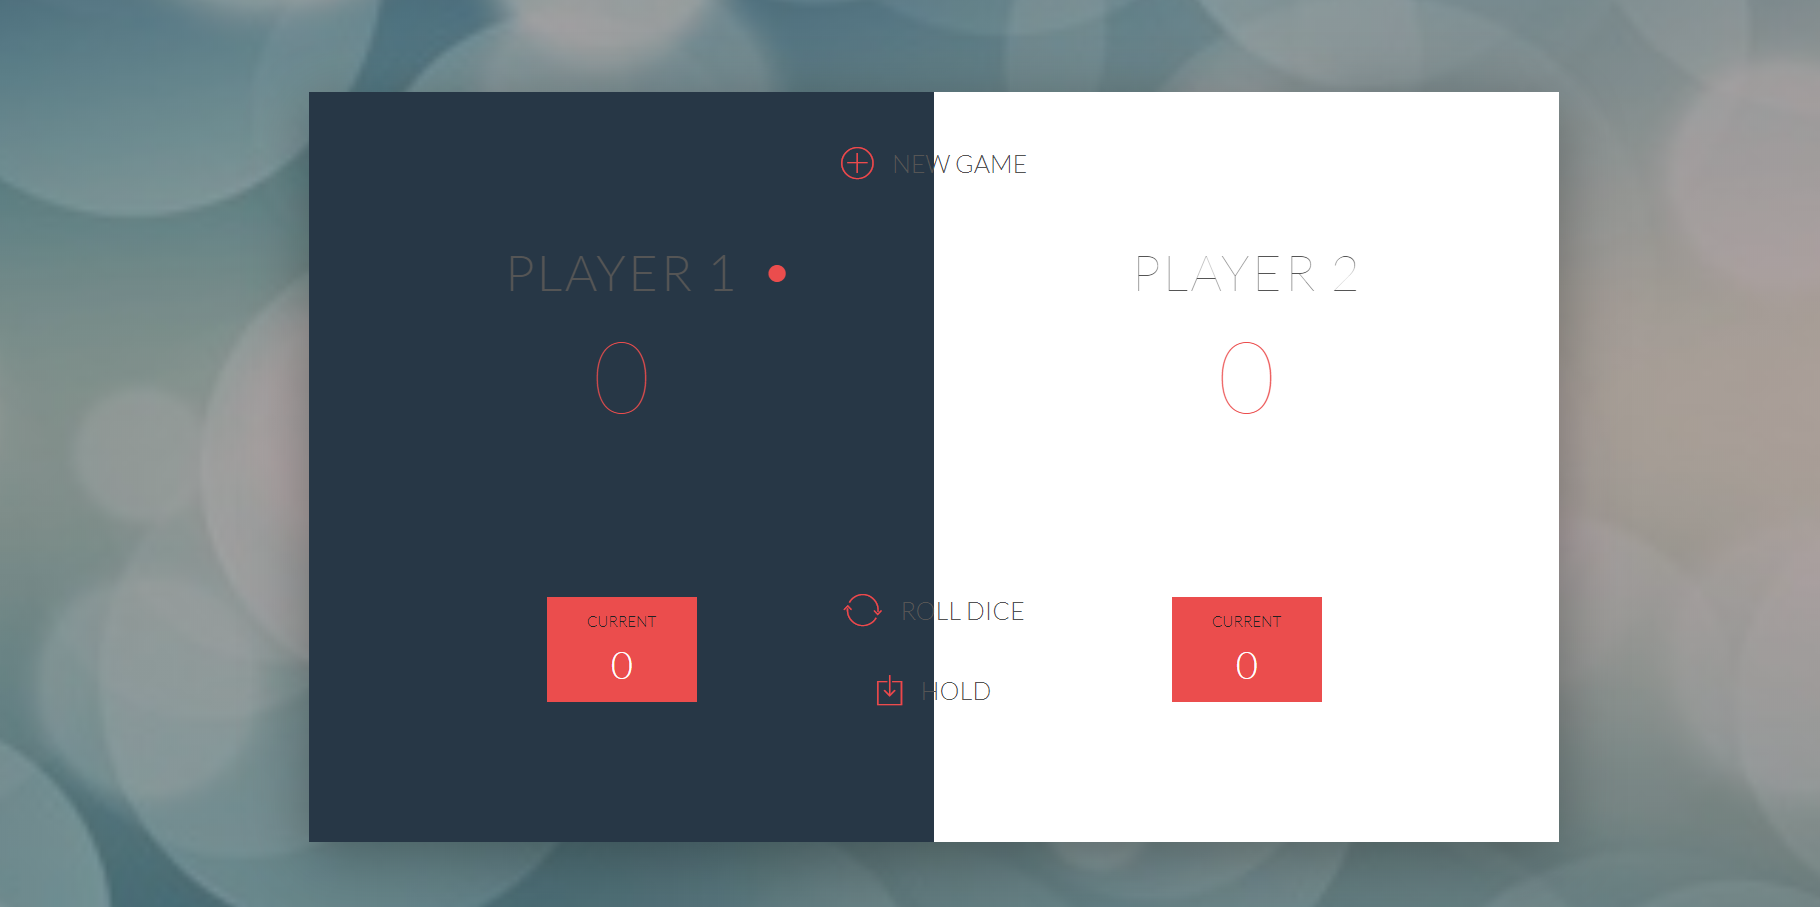 NEW GAME
PLAYER 1
PLAYER 2
0
0
ROLL DICE
CURRENT
0
CURRENT
0
HOLD